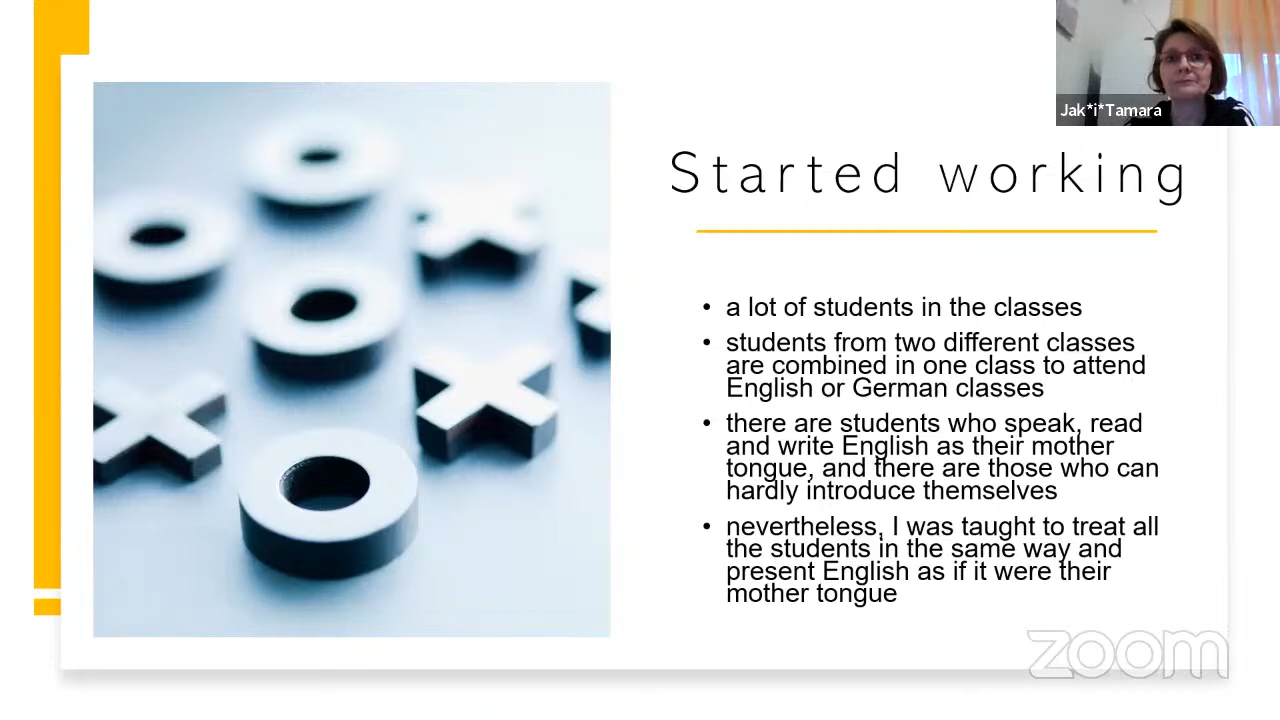 Jak*i*Tamara
Started working
• a lot of students in the classes
• students from two different classes
are combined in one class to attend
English or German classes
• there are students who speak, read
and write English as their mother
tongue, and there are those who can
hardly introduce themselves
• nevertheless, I was taught to treat all
the students in the same way and
present English as if it were their
mother tongue
zoom